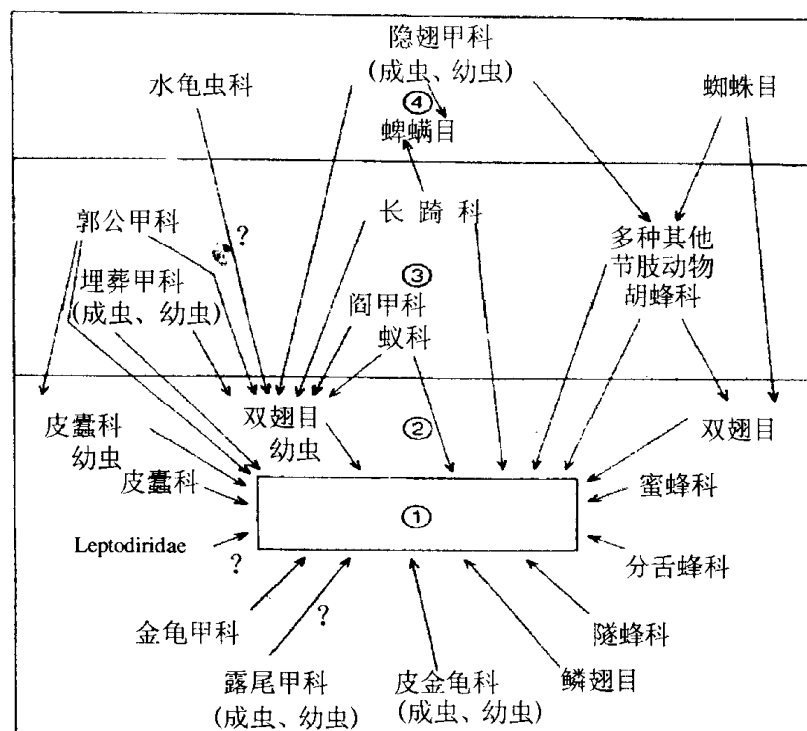 隐翅甲科
(成虫、幼虫)
水龟虫科
蜘蛛目
④
蜱螨目
长踦科
郭公甲科
?
多种其他
节肢动物
胡蜂科
埋葬甲科
(成虫、幼虫)
③
阎甲科
蚁科
双翅目
幼虫
②
双翅目
皮蠹科
幼虫
皮蠹科
蜜蜂科
①
Leptodiridae
?
分舌蜂科
金龟甲科
?
隧蜂科
露尾甲科
(成虫、幼虫)
皮金龟科
(成虫、幼虫)
鳞翅目